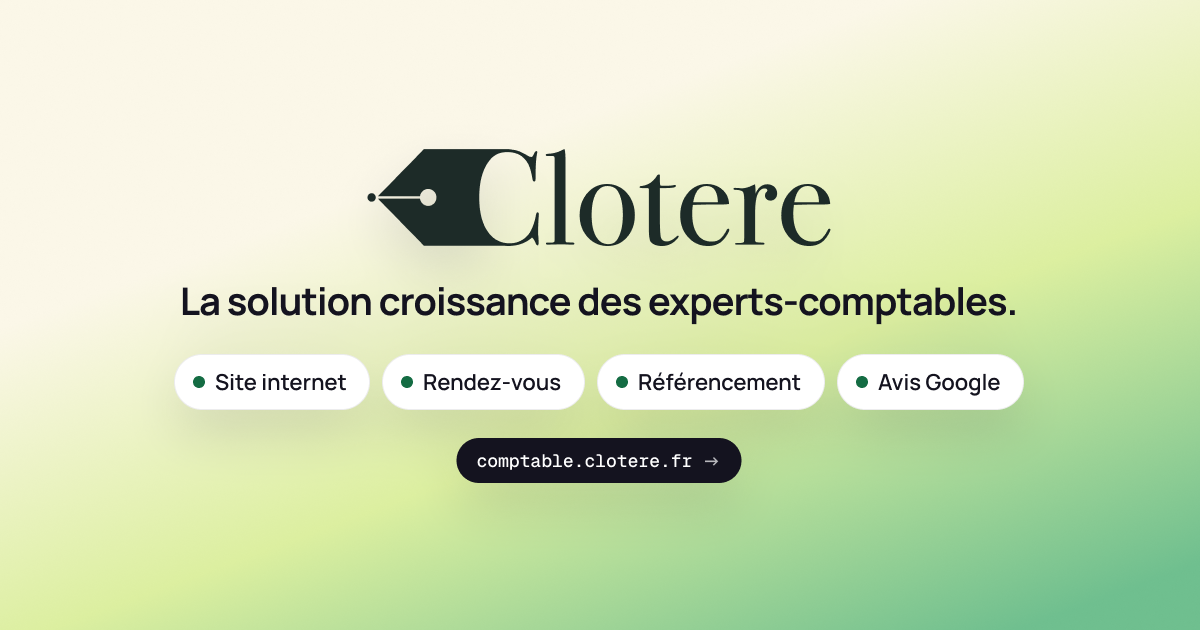 Clotere
La solution croissance des experts-comptables.
Site internet
Rendez-vous
Référencement
Avis Google
comptable.clotere.fr →